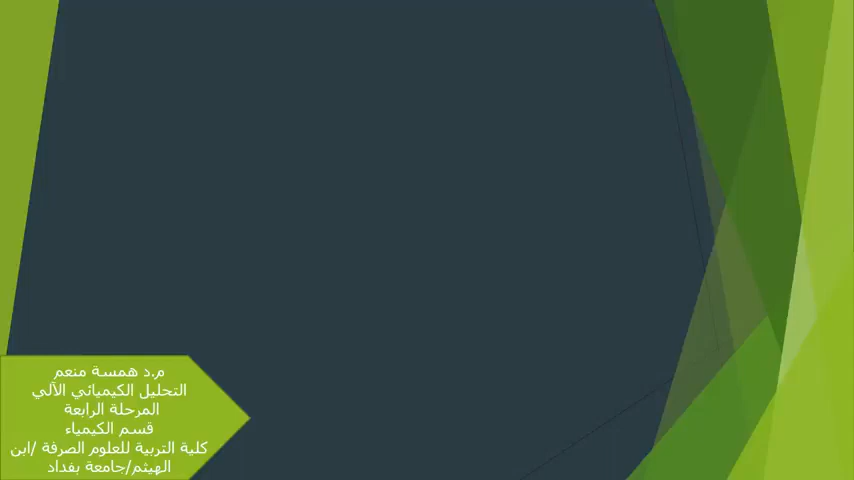 م.د همسة منعم
التحليل الكيميائي الآلي
المرحلة الرابعة
قسم الكيمياء
كلية التربية للعلوم الصرفة /ابن
الهيثم/جامعة بغداد